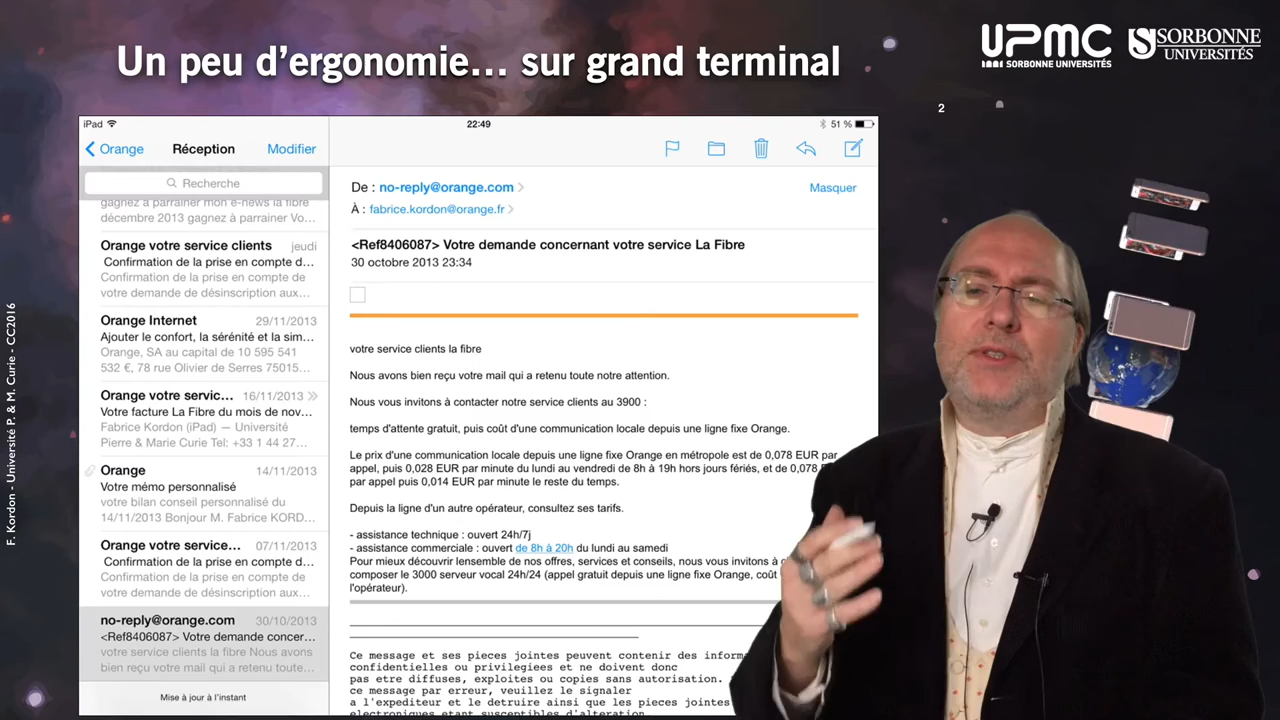 Un peu d'ergonomie... sur grand terminal
UPMC
SORBONNE UNIVERSITÉS
S SORBONNE
UNIVERSITÉS
2
F. Kordon - Université P. & M. Curie - CC2016
iPad
22:49
51 %
Orange
Réception
Modifier
Recherche
gagnez à parrainer mon e-news la fibre
décembre 2013 gagnez à parrainer Vo...
Orange votre service clients jeudi
Confirmation de la prise en compte d...
Confirmation de la prise en compte de
votre demande de désinscription aux...
Orange Internet 29/11/2013
Ajouter le confort, la sérénité et la sim...
Orange, SA au capital de 10 595 541
532 €, 78 rue Olivier de Serres 75015...
Orange votre servic... 16/11/2013
Votre facture La Fibre du mois de nov...
Fabrice Kordon (iPad) — Université
Pierre & Marie Curie Tel: +33 1 44 27...
Orange 14/11/2013
Votre mémo personnalisé
votre bilan conseil personnalisé du
14/11/2013 Bonjour M. Fabrice KORD...
Orange votre service... 07/11/2013
Confirmation de la prise en compte d...
Confirmation de la prise en compte de
votre demande de désinscription aux...
no-reply@orange.com 30/10/2013
<Ref8406087> Votre demande concer...
votre service clients la fibre Nous avons
bien reçu votre mail qui a retenu toute...
Mise à jour à l'instant
De : no-reply@orange.com
Masquer
À : fabrice.kordon@orange.fr
<Ref8406087> Votre demande concernant votre service La Fibre
30 octobre 2013 23:34
votre service clients la fibre
Nous avons bien reçu votre mail qui a retenu toute notre attention.
Nous vous invitons à contacter notre service clients au 3900 :
temps d'attente gratuit, puis coût d'une communication locale depuis une ligne fixe Orange.
Le prix d'une communication locale depuis une ligne fixe Orange en métropole est de 0,078 EUR par
appel, puis 0,028 EUR par minute du lundi au vendredi de 8h à 19h hors jours fériés, et de 0,078
par appel puis 0,014 EUR par minute le reste du temps.
Depuis la ligne d'un autre opérateur, consultez ses tarifs.
- assistance technique : ouvert 24h/7j
- assistance commerciale : ouvert de 8h à 20h du lundi au samedi
Pour mieux découvrir lensemble de nos offres, services et conseils, nous vous invitons à
composer le 3000 serveur vocal 24h/24 (appel gratuit depuis une ligne fixe Orange, coût
l'opérateur).
Ce message et ses pieces jointes peuvent contenir des
confidentielles ou privilegiees et ne doivent donc
pas etre diffuses, exploites ou copies sans autorisation.
ce message par erreur, veuillez le signaler
a l'expediteur et le detruire ainsi que les pieces jointes
electroniques etant susceptibles d'alteration